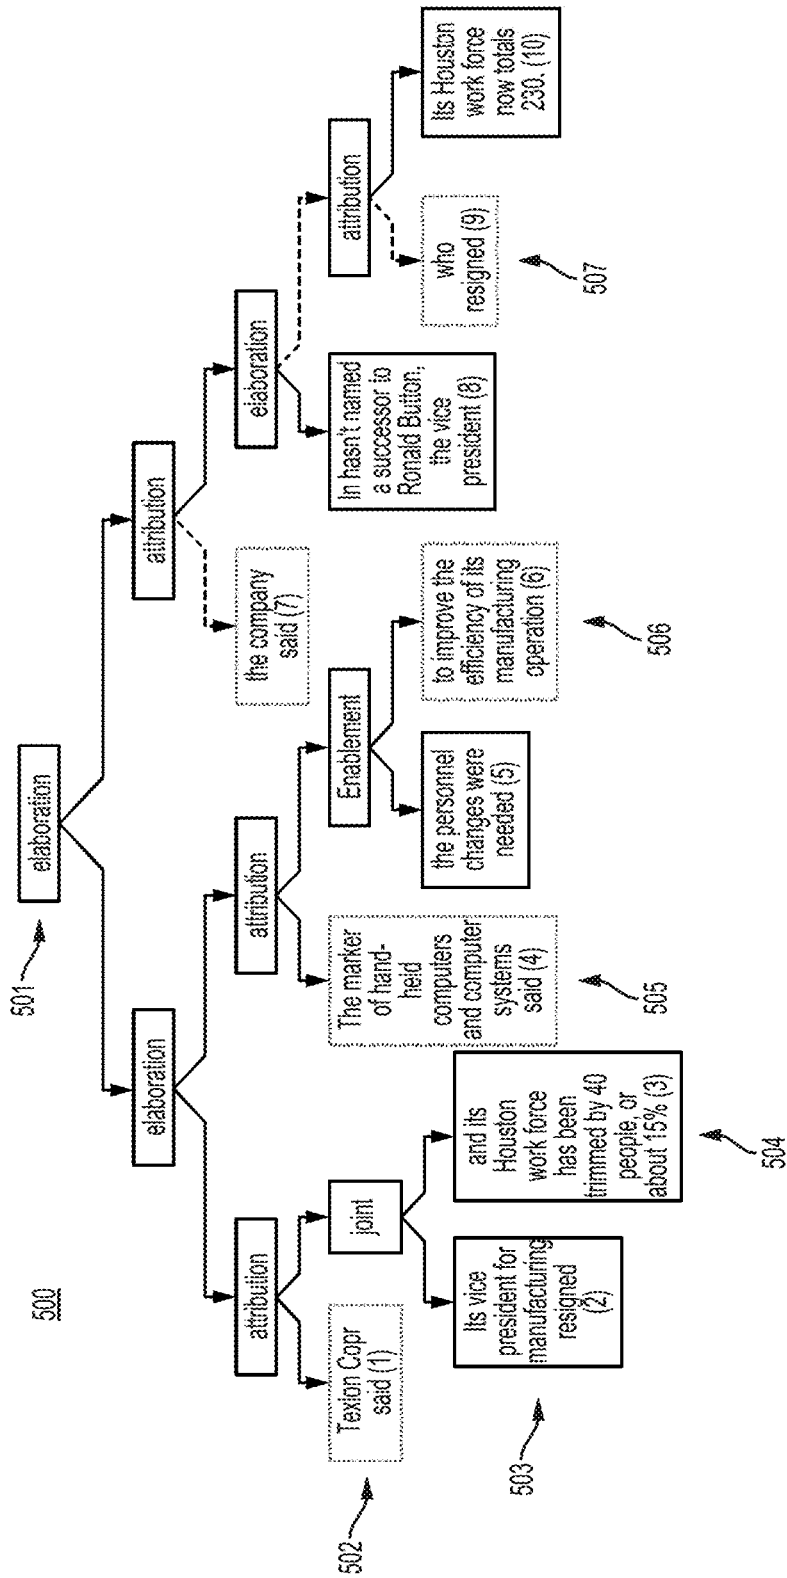 500
501
elaboration
elaboration
attribution
attribution
attribution
elaboration
Texlon Copr
said (1)
joint
The marker
of hand-
held
computers
and computer
systems
said (4)
Enablement
the company
said (7)
In hasn't named
a successor to
Ronald Button,
the vice
president (8)
attribution
502
Its vice
president for
manufacturing
resigned
(2)
and its
Houston
work force
has been
trimmed by 40
people, or
about 15% (3)
the personnel
changes were
needed (5)
to improve the
efficiency of its
manufacturing
operation (6)
who
resigned (9)
Its Houston
work force
now totals
230. (10)
503
504
505
506
507